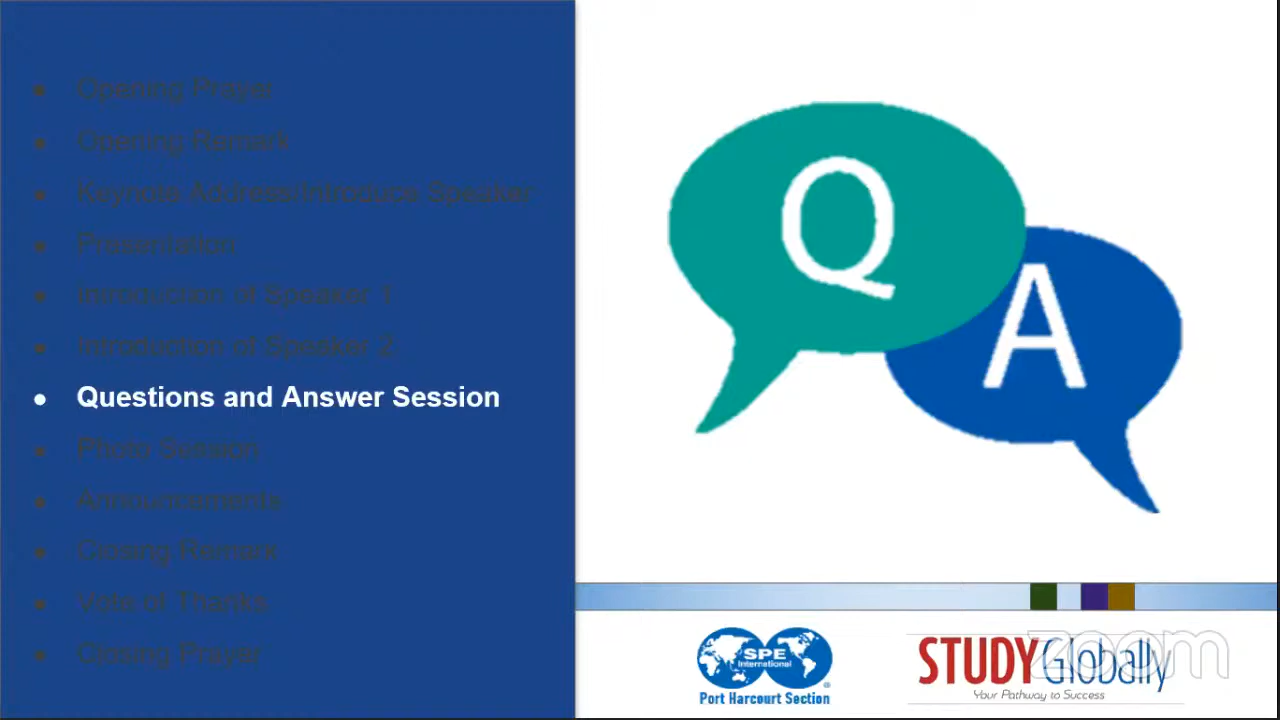 Opening Prayer
Opening Remark
Keynote Address/Introduce Speaker
Presentation
Introduction of Speaker 1
Introduction of Speaker 2
Questions and Answer Session
Photo Session
Announcements
Closing Remark
Vote of Thanks
Closing Prayer
Q
A
SPE
International
®
Port Harcourt Section
STUDYGlobally
Your Pathway to Success
zoom